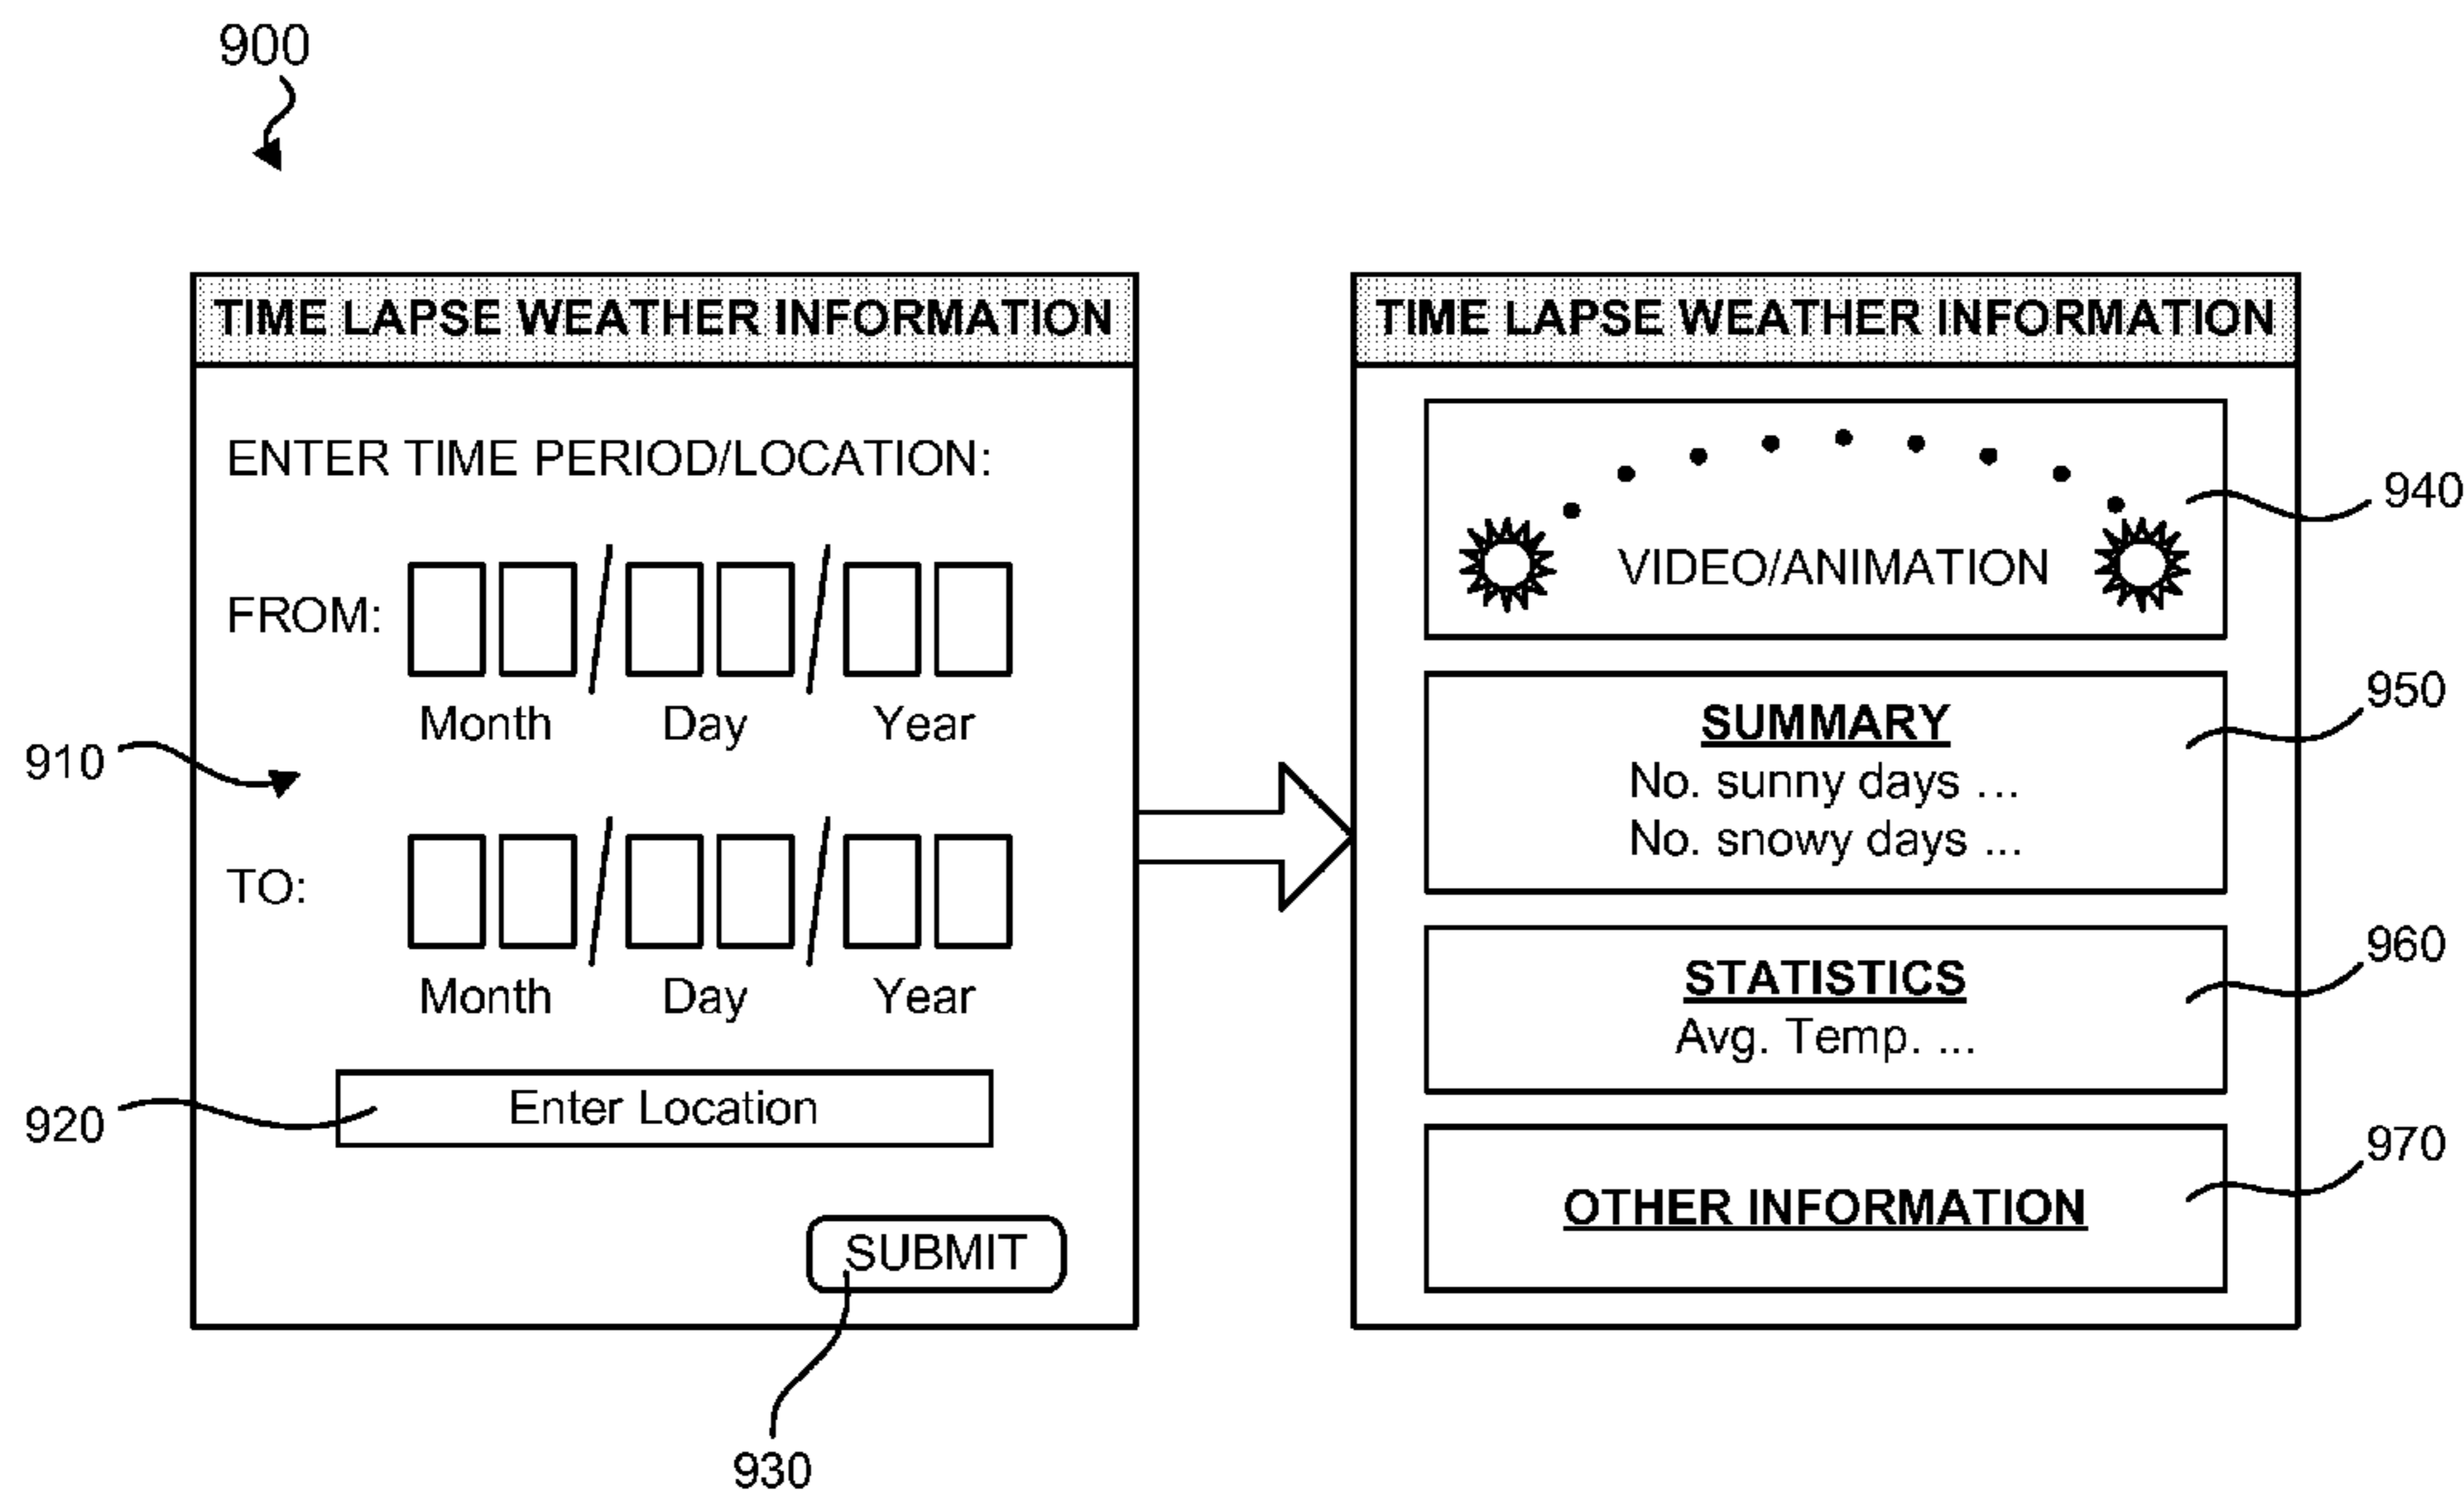 900
TIME LAPSE WEATHER INFORMATION
ENTER TIME PERIOD/LOCATION:
FROM:
Month Day Year
910
TO:
Month Day Year
920
Enter Location
SUBMIT
930
TIME LAPSE WEATHER INFORMATION
VIDEO/ANIMATION
940
SUMMARY
No. sunny days ...
No. snowy days ...
950
STATISTICS
Avg. Temp. ...
960
OTHER INFORMATION
970